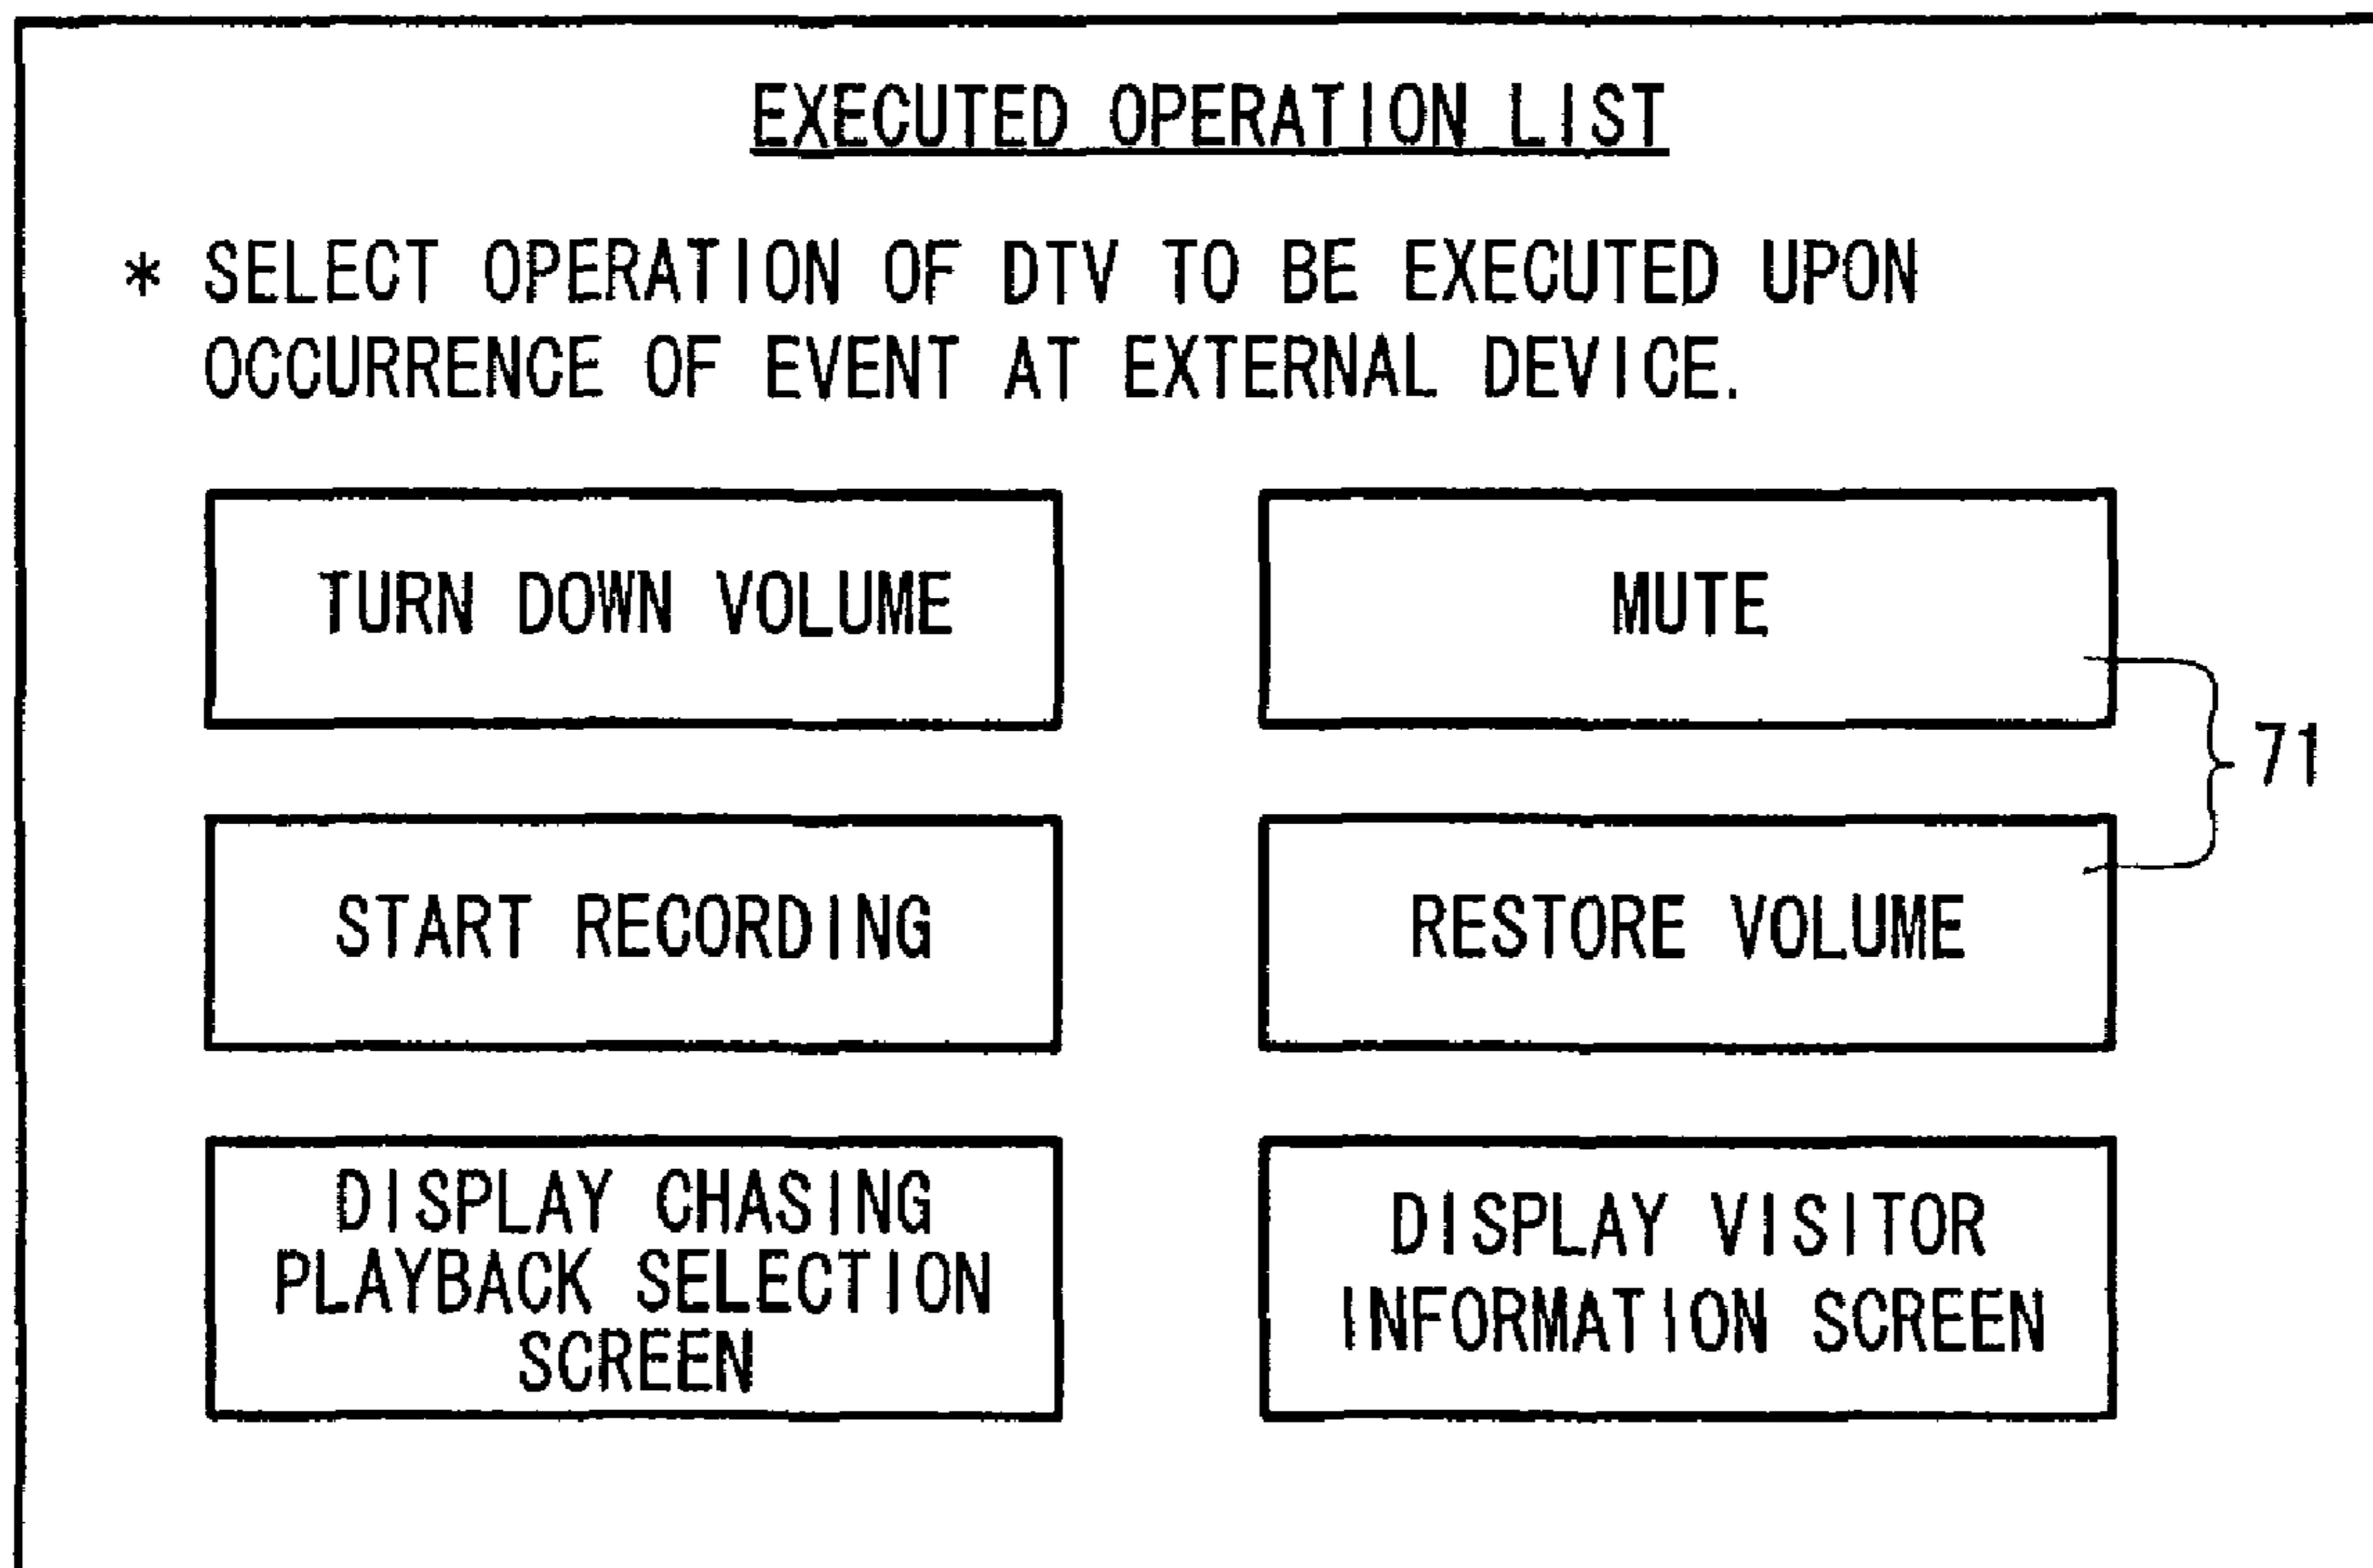 EXECUTED OPERATION LIST
* SELECT OPERATION OF DTV TO BE EXECUTED UPON
OCCURRENCE OF EVENT AT EXTERNAL DEVICE.
TURN DOWN VOLUME
MUTE
71
START RECORDING
RESTORE VOLUME
DISPLAY CHASING
PLAYBACK SELECTION
SCREEN
DISPLAY VISITOR
INFORMATION SCREEN